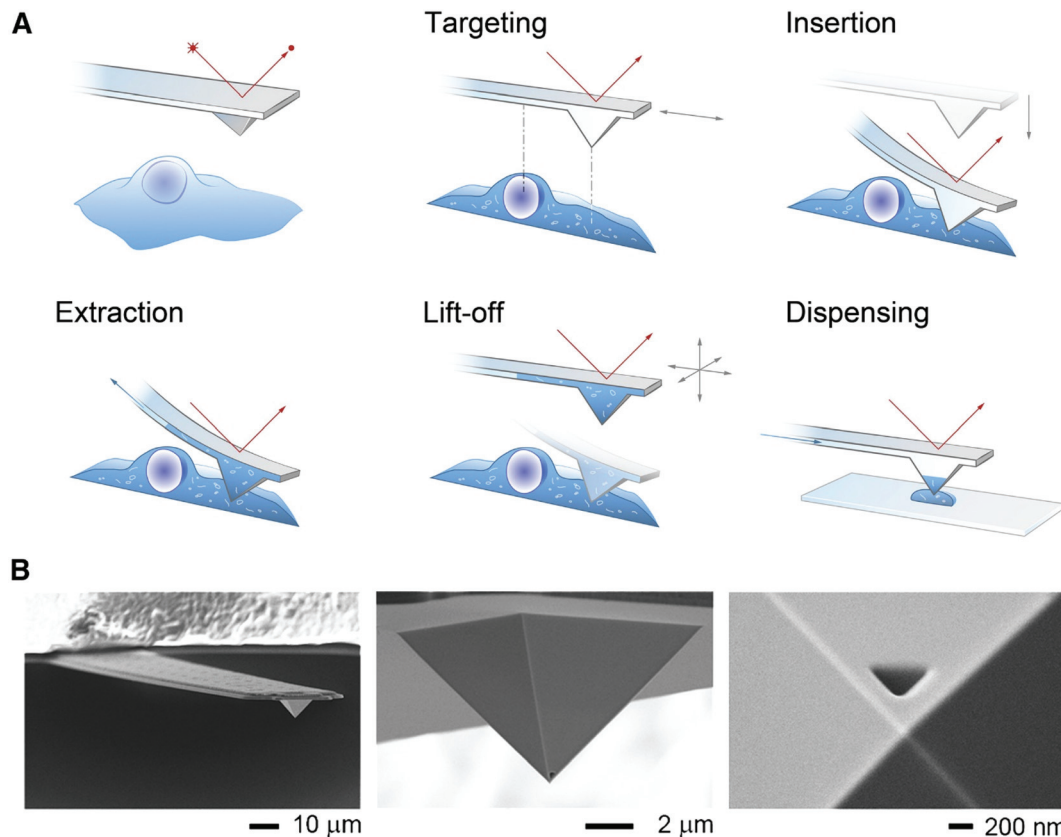 A
Targeting
Insertion
Extraction
Lift-off
Dispensing
B
10 μm
2 μm
200 nm